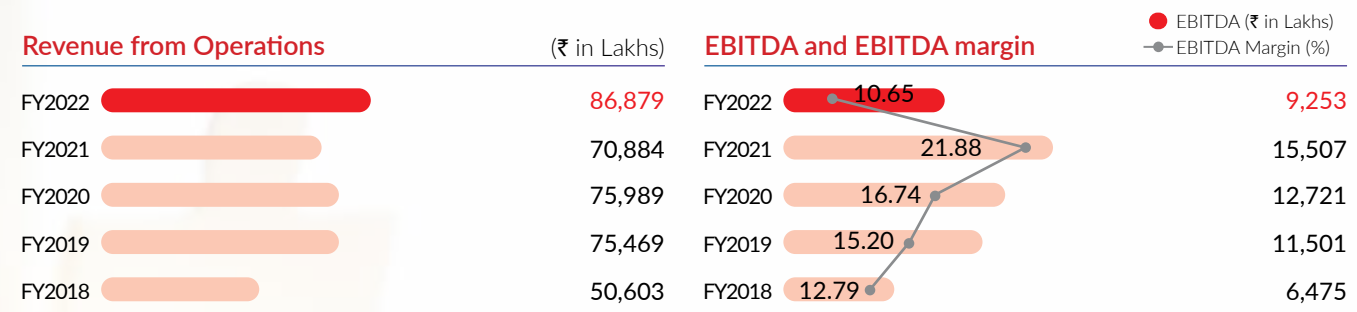 Revenue from Operations (₹ in Lakhs)
FY2022 86,879
FY2021 70,884
FY2020 75,989
FY2019 75,469
FY2018 50,603
EBITDA and EBITDA margin
EBITDA (₹ in Lakhs)
EBITDA Margin (%)
FY2022 10.65 9,253
FY2021 21.88 15,507
FY2020 16.74 12,721
FY2019 15.20 11,501
FY2018 12.79 6,475